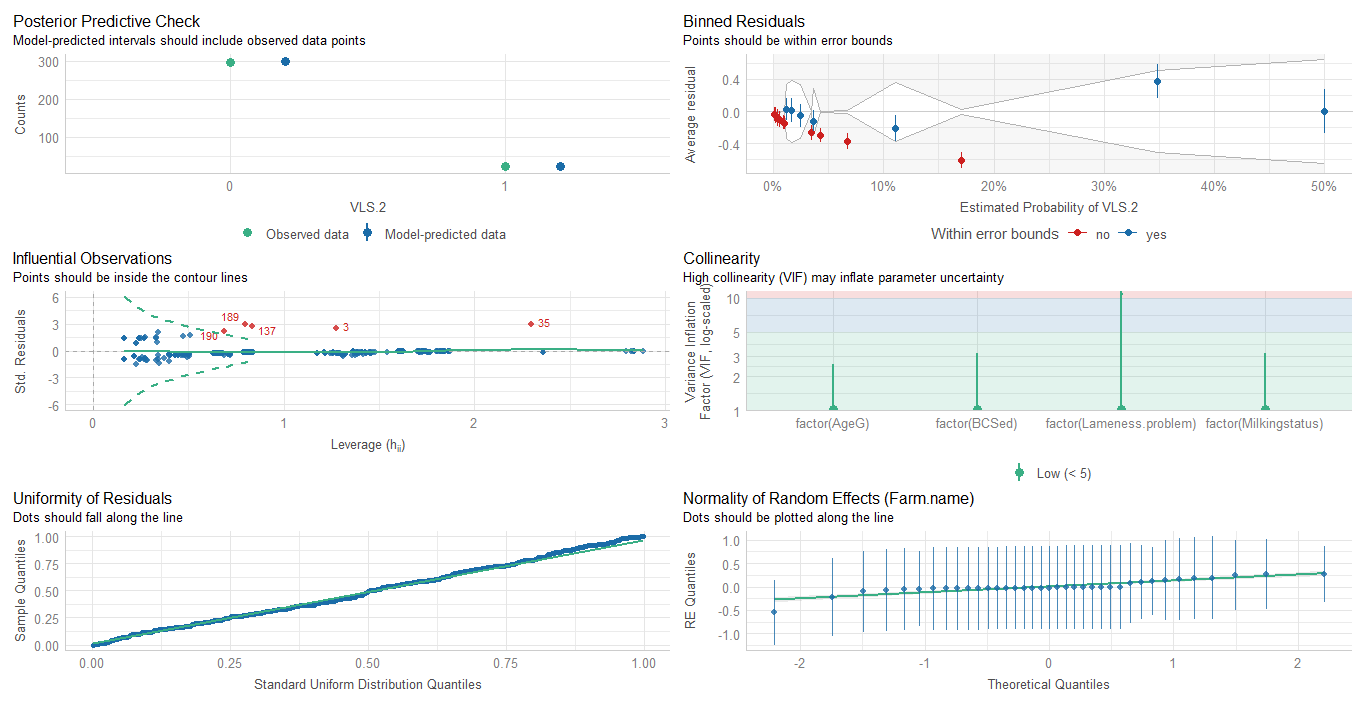 Posterior Predictive Check
Model-predicted intervals should include observed data points
Counts
300
200
100
0
1
VLS.2
Observed data
Model-predicted data
Binned Residuals
Points should be within error bounds
Average residual
0.4
0.0
-0.4
0%
10%
20%
30%
40%
50%
Estimated Probability of VLS.2
Within error bounds
no
yes
Influential Observations
Points should be inside the contour lines
Std. Residuals
6
3
0
-3
-6
189
190
137
3
35
0
1
2
3
Leverage (hii)
Collinearity
High collinearity (VIF) may inflate parameter uncertainty
Variance Inflation
Factor (VIF, log-scaled)
10
5
3
2
1
factor(AgeG)
factor(BCSed)
factor(Lameness.problem)
factor(Milkingstatus)
Low (< 5)
Uniformity of Residuals
Dots should fall along the line
Sample Quantiles
1.00
0.75
0.50
0.25
0.00
0.00
0.25
0.50
0.75
1.00
Standard Uniform Distribution Quantiles
Normality of Random Effects (Farm.name)
Dots should be plotted along the line
RE Quantiles
1.0
0.5
0.0
-0.5
-1.0
-2
-1
0
1
2
Theoretical Quantiles